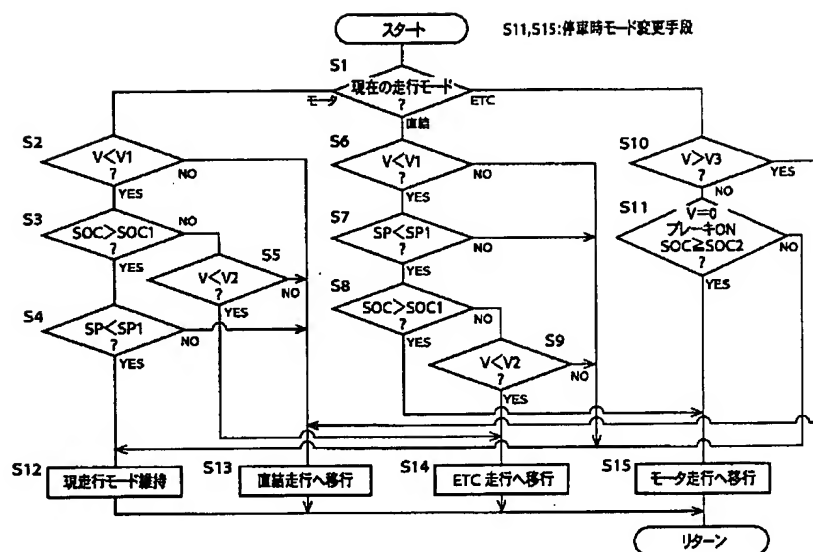 スタート
S11,S15:停車時モード変更手段
S1
現在の走行モード
?
モータ
ETC
直結
S2
V<V1
?
NO
YES
S6
V<V1
?
NO
YES
S10
V>V3
?
YES
NO
S3
SOC>SOC1
?
NO
YES
S7
SP<SP1
?
NO
YES
S11
V=0
ブレーキON
SOC≧SOC2
?
NO
YES
S5
V<V2
?
NO
YES
S8
SOC>SOC1
?
NO
YES
S4
SP<SP1
?
NO
YES
S9
V<V2
?
NO
YES
S12
現走行モード維持
S13
直結走行へ移行
S14
ETC 走行へ移行
S15
モータ走行へ移行
リターン